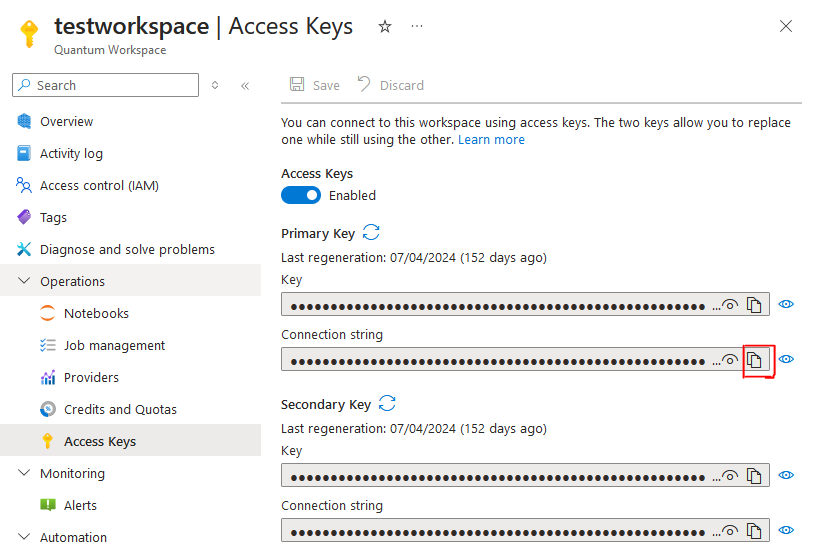 testworkspace | Access Keys
Quantum Workspace
Search
Overview
Activity log
Access control (IAM)
Tags
Diagnose and solve problems
Operations
Notebooks
Job management
Providers
Credits and Quotas
Access Keys
Monitoring
Alerts
Automation
Save Discard
You can connect to this workspace using access keys. The two keys allow you to replace
one while still using the other. Learn more
Access Keys
Enabled
Primary Key
Last regeneration: 07/04/2024 (152 days ago)
Key
Connection string
Secondary Key
Last regeneration: 07/04/2024 (152 days ago)
Key
Connection string